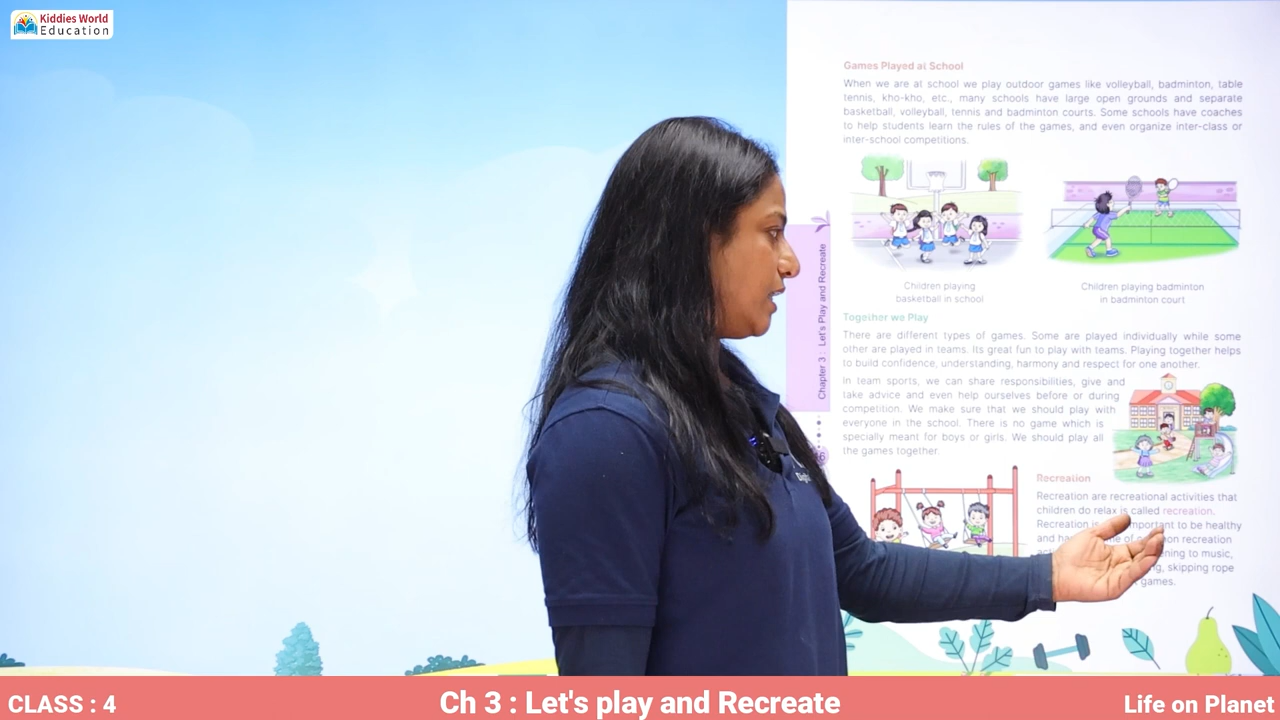 Kiddies World
Education
Games Played at School
When we are at school we play outdoor games like volleyball, badminton, table
tennis, kho-kho, etc., many schools have large open grounds and separate
basketball, volleyball, tennis and badminton courts. Some schools have coaches
to help students learn the rules of the games, and even organize inter-class or
inter-school competitions.
Children playing
basketball in school
Children playing badminton
in badminton court
Chapter 3 : Let's Play and Recreate
Together we Play
There are different types of games. Some are played individually while some
other are played in teams. Its great fun to play with teams. Playing together helps
to build confidence, understanding, harmony and respect for one another.
In team sports, we can share responsibilities, give and
take advice and even help ourselves before or during
competition. We make sure that we should play with
everyone in the school. There is no game which is
specially meant for boys or girls. We should play all
the games together.
Recreation
Recreation are recreational activities that
children do relax is called recreation.
Recreation is important to be healthy
and of recreation
to music,
skipping rope
games.
CLASS : 4
Ch 3 : Let's play and Recreate
Life on Planet